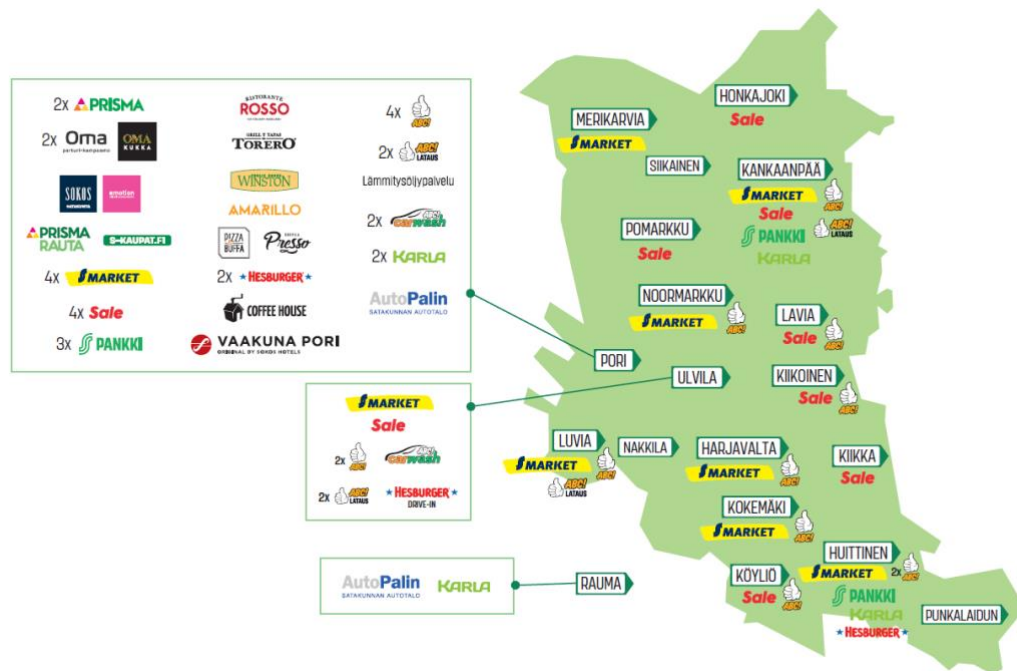 2x PRISMA
2x Oma
parturi-kampaamo
OMA
KUKKA
SOKOS
emotion
PRISMA
RAUTA
S-KAUPAT.FI
4x S MARKET
4x Sale
3x S PANKKI
RISTORANTE
ROSSO
GRILL Y TAPAS
TORERO
WINSTON
AMARILLO
PIZZA
BUFFA
Presso
2x HESBURGER
COFFEE HOUSE
VAAKUNA PORI
ORIGINAL BY SOKOS HOTELS
4x ABC!
2x ABC!
LATAUS
Lämmitysöljypalvelu
2x ABC! carwash
2x KARLA
AutoPalin
SATAKUNNAN AUTOTALO
PORI
S MARKET
Sale
2x ABC!
ABC! carwash
2x ABC!
LATAUS
HESBURGER
DRIVE-IN
ULVILA
AutoPalin
SATAKUNNAN AUTOTALO
KARLA
RAUMA
HONKAJOKI
Sale
MERIKARVIA
S MARKET
SIIKAINEN
KANKAANPÄÄ
S MARKET
ABC!
Sale
ABC!
LATAUS
S PANKKI
KARLA
POMARKKU
Sale
NOORMARKKU
S MARKET
ABC!
LAVIA
Sale
ABC!
KIIKOINEN
Sale
ABC!
LUVIA
S MARKET
ABC!
ABC!
LATAUS
NAKKILA
HARJAVALTA
S MARKET
ABC!
KIIKKA
Sale
KOKEMÄKI
S MARKET
ABC!
HUITTINEN
S MARKET
2x ABC!
S PANKKI
KARLA
HESBURGER
KÖYLIÖ
Sale
ABC!
PUNKALAIDUN